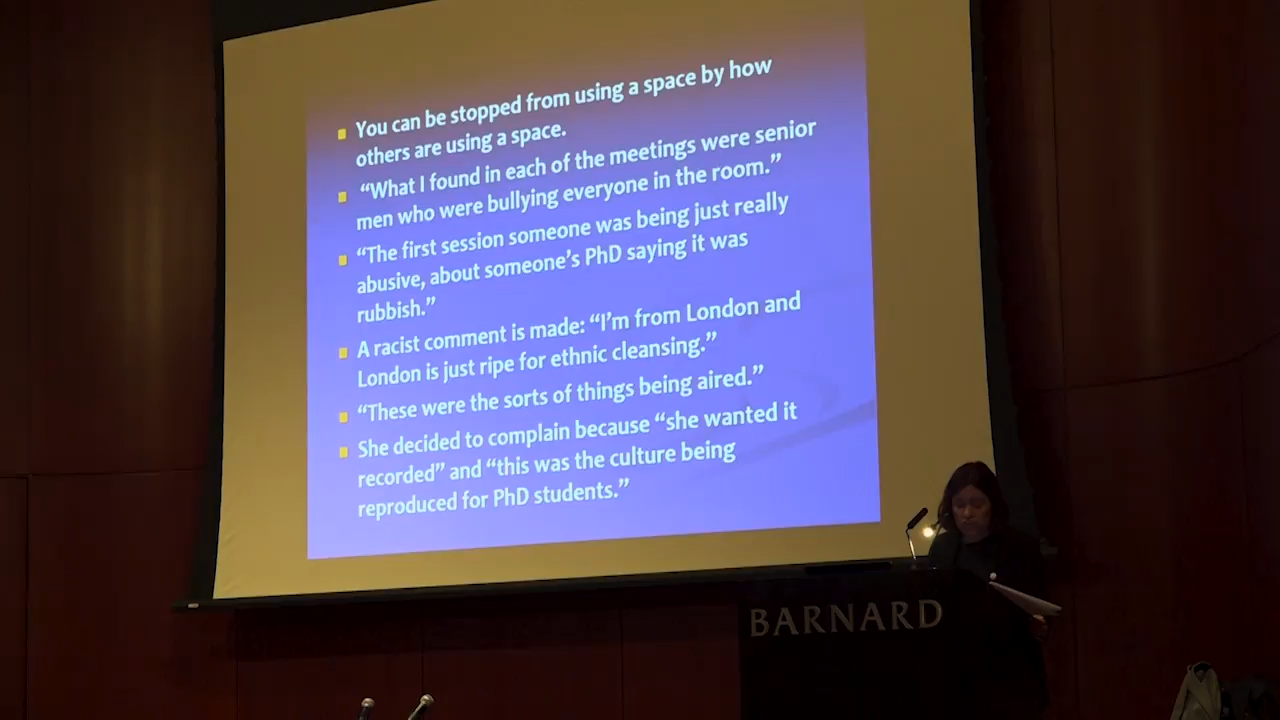 You can be stopped from using a space by how
others are using a space.
“What I found in each of the meetings were senior
men who were bullying everyone in the room.”
“The first session someone was being just really
abusive, about someone’s PhD saying it was
rubbish.”
A racist comment is made: “I’m from London and
London is just ripe for ethnic cleansing.”
“These were the sorts of things being aired.”
She decided to complain because “she wanted it
recorded” and “this was the culture being
reproduced for PhD students.”
BARNARD